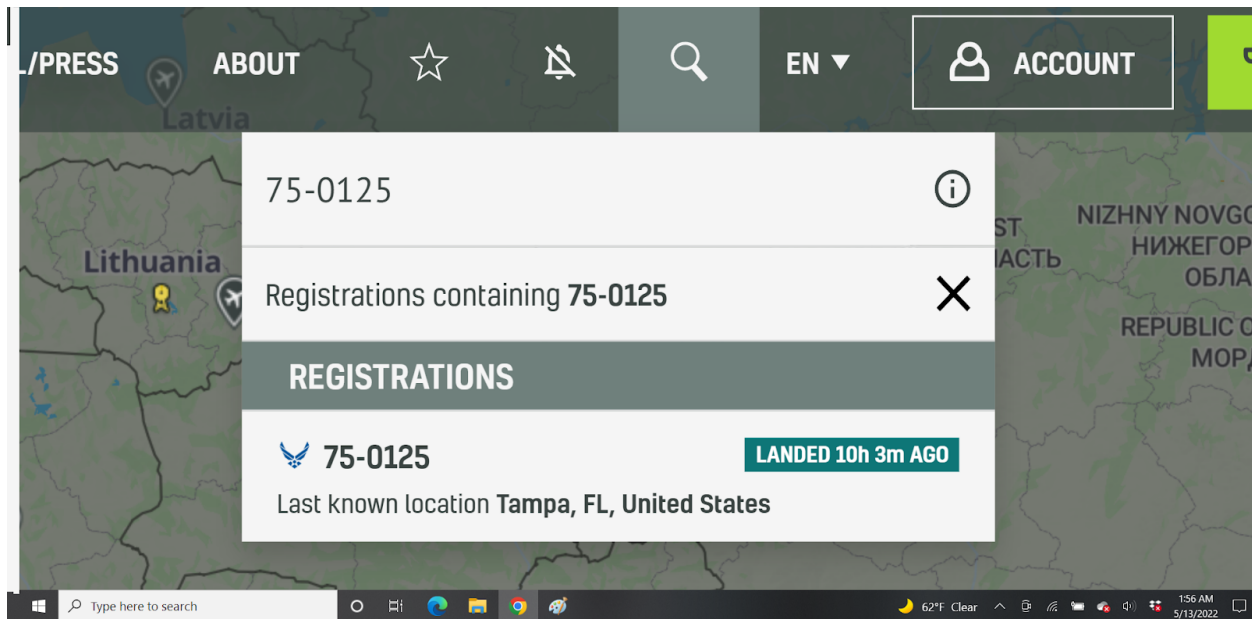 ./PRESS
ABOUT
EN ▼
ACCOUNT
Latvia
75-0125
Lithuania
Registrations containing 75-0125
REGISTRATIONS
75-0125
LANDED 10h 3m AGO
Last known location Tampa, FL, United States
NIZHNY NOVGO
НИЖЕГОР
ОБЛА
ST
АСТЬ
REPUBLIC O
МОРД
Type here to search
62°F Clear
1:56 AM
5/13/2022